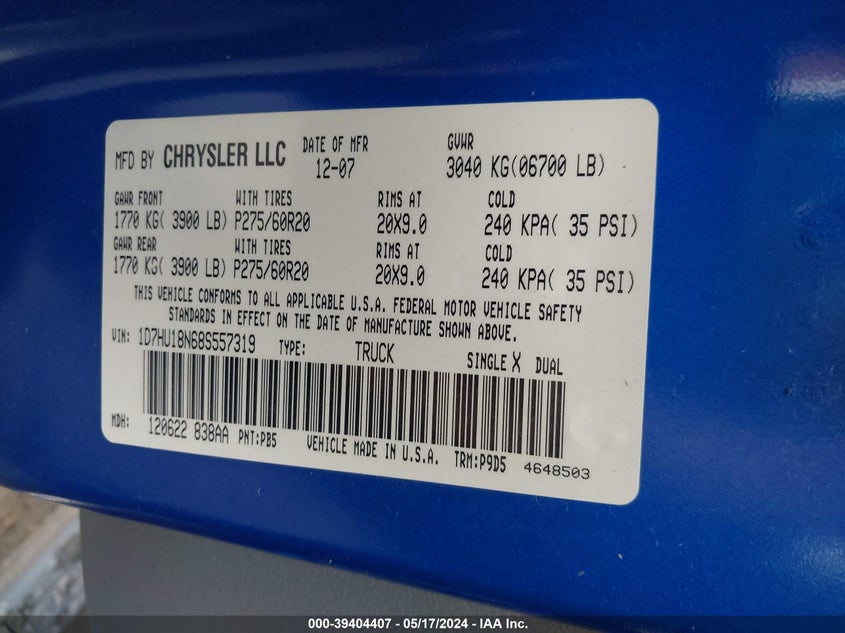 MFD BY CHRYSLER LLC DATE OF MFR 12-07 GVWR 3040 KG(06700 LB)
GAWR FRONT WITH TIRES RIMS AT COLD
1770 KG( 3900 LB) P275/60R20 20X9.0 240 KPA( 35 PSI)
GAWR REAR WITH TIRES RIMS AT COLD
1770 KG( 3900 LB) P275/60R20 20X9.0 240 KPA( 35 PSI)
THIS VEHICLE CONFORMS TO ALL APPLICABLE U.S.A. FEDERAL MOTOR VEHICLE SAFETY
STANDARDS IN EFFECT ON THE DATE OF MANUFACTURE SHOWN ABOVE.
VIN: 1D7HU18N68S557319 TYPE: TRUCK SINGLE X DUAL
MDH: 120622 838AA PNT:PB5 VEHICLE MADE IN U.S.A. TRM:P9D5 4648503
000-39404407 - 05/17/2024 - IAA Inc.